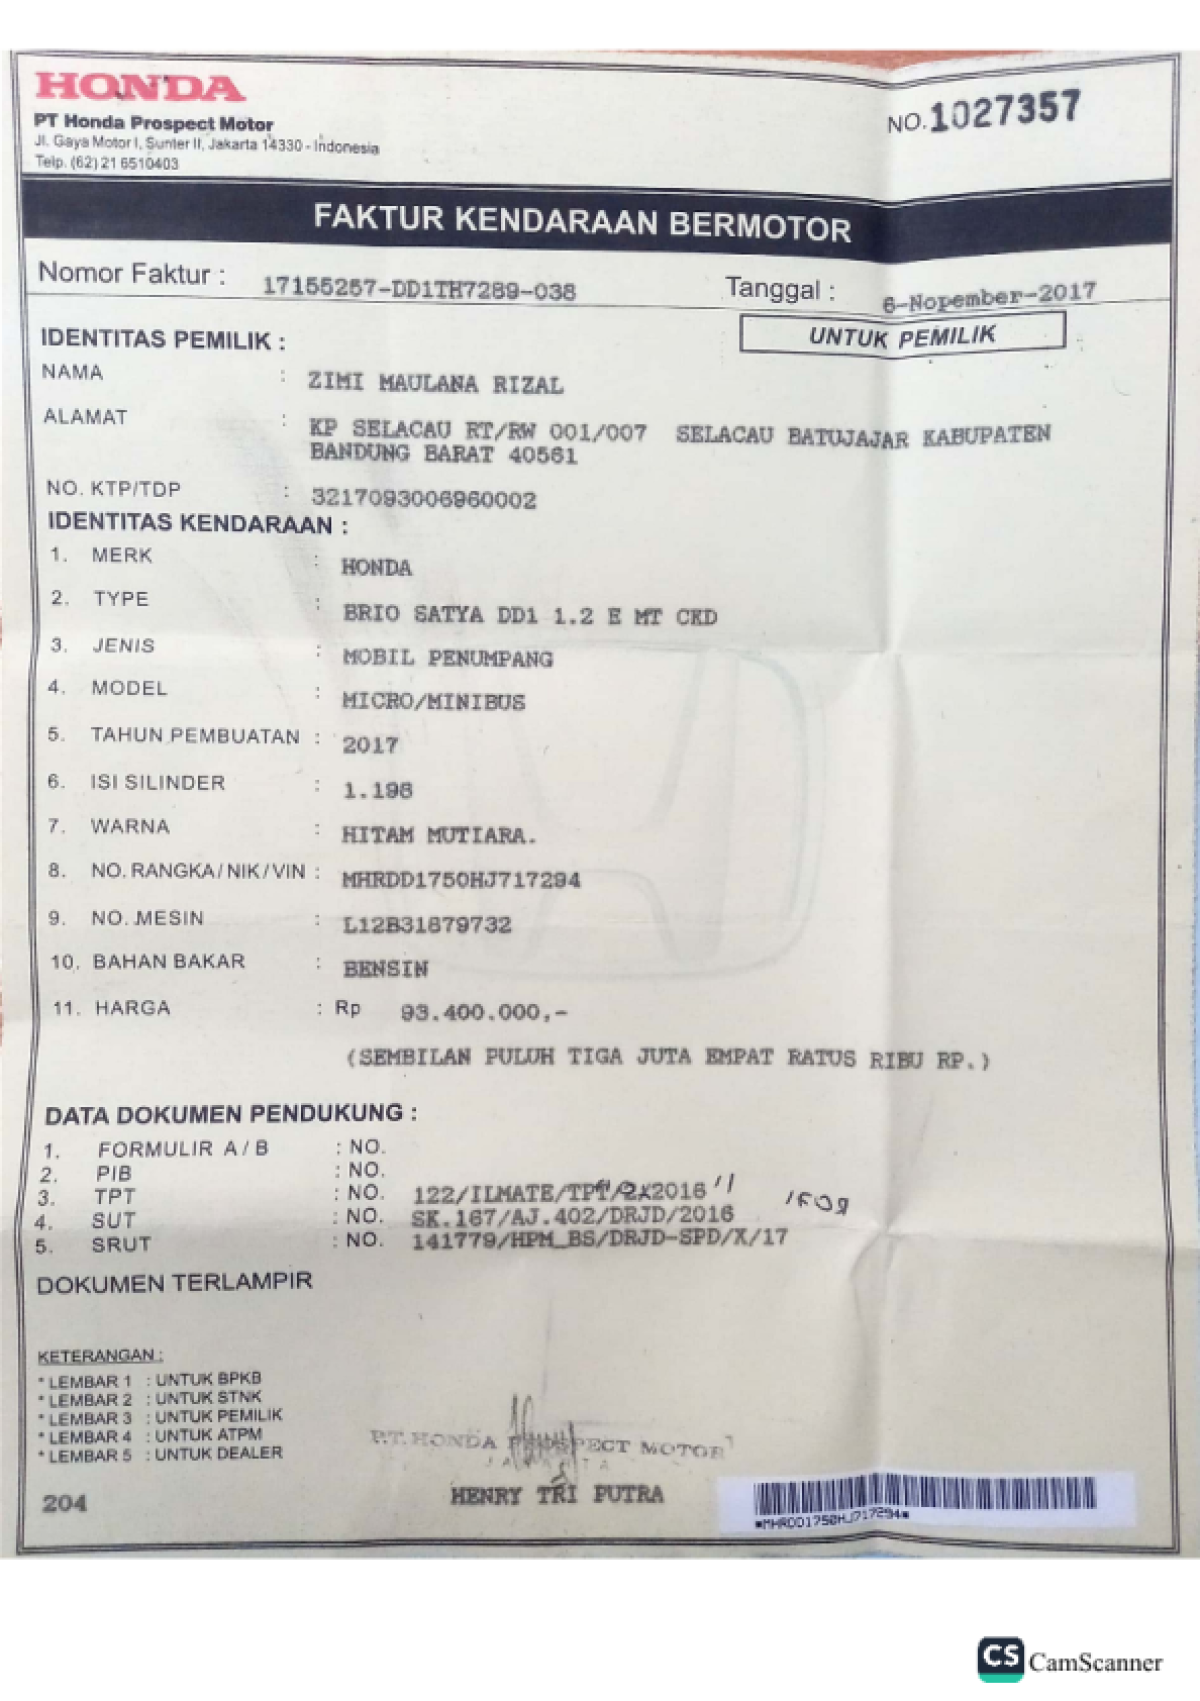 HONDA
PT Honda Prospect Motor
Jl. Gaya Motor I, Sunter II, Jakarta 14330 - Indonesia
Telp. (62) 21 6510403
NO. 1027357
FAKTUR KENDARAAN BERMOTOR
Nomor Faktur : 17155257-DD1TH7289-038 Tanggal : 6-Nopember-2017
UNTUK PEMILIK
IDENTITAS PEMILIK :
NAMA : ZIMI MAULANA RIZAL
ALAMAT : KP SELACAU RT/RW 001/007 SELACAU BATUJAJAR KABUPATEN
BANDUNG BARAT 40561
NO. KTP/TDP : 3217093006960002
IDENTITAS KENDARAAN :
1. MERK : HONDA
2. TYPE : BRIO SATYA DD1 1.2 E MT CKD
3. JENIS : MOBIL PENUMPANG
4. MODEL : MICRO/MINIBUS
5. TAHUN PEMBUATAN : 2017
6. ISI SILINDER : 1.198
7. WARNA : HITAM MUTIARA.
8. NO. RANGKA/NIK/VIN : MHRDD1750HJ717294
9. NO. MESIN : L12B31879732
10. BAHAN BAKAR : BENSIN
11. HARGA : Rp 93.400.000,-
(SEMBILAN PULUH TIGA JUTA EMPAT RATUS RIBU RP.)
DATA DOKUMEN PENDUKUNG :
1. FORMULIR A/B : NO.
2. PIB : NO.
3. TPT : NO. 122/ILMATE/TPT/2016
4. SUT : NO. SK.167/AJ.402/DRJD/2016
5. SRUT : NO. 141779/HPM_BS/DRJD-SPD/X/17
DOKUMEN TERLAMPIR
KETERANGAN :
* LEMBAR 1 : UNTUK BPKB
* LEMBAR 2 : UNTUK STNK
* LEMBAR 3 : UNTUK PEMILIK
* LEMBAR 4 : UNTUK ATPM
* LEMBAR 5 : UNTUK DEALER
P.T. HONDA PROSPECT MOTOR
JAKARTA
HENRY TRI PUTRA
204
*MHRDD1750HJ717294*
CS CamScanner